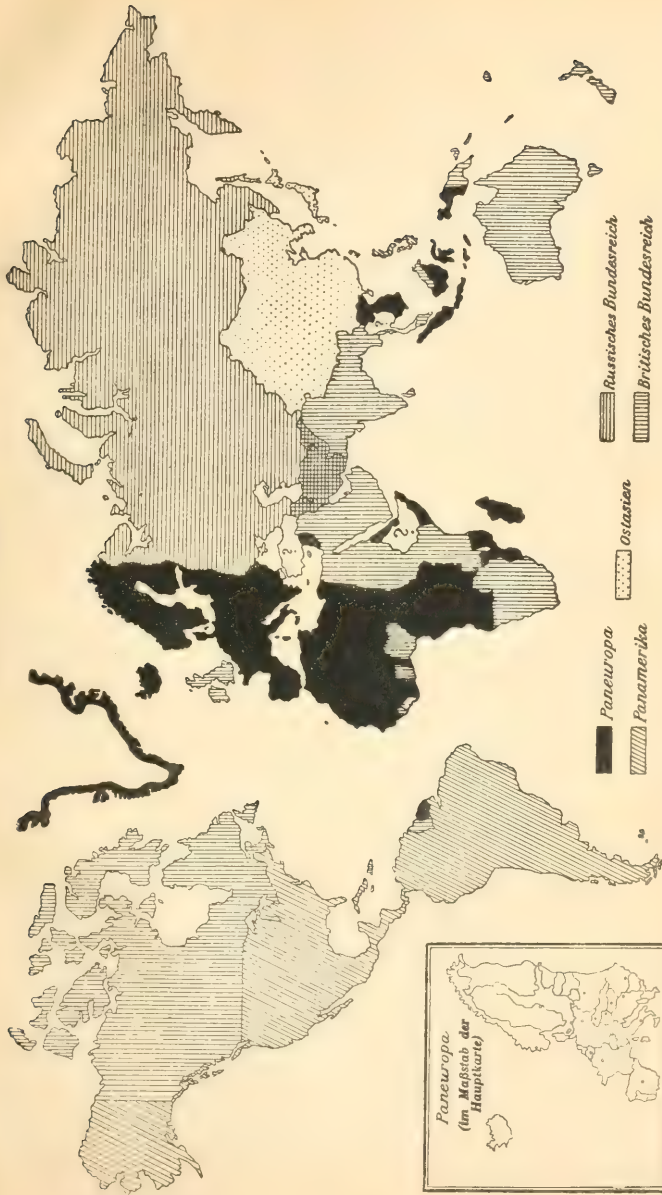 Paneuropa
(im Maßstab der
Hauptkarte)
?
?
Paneuropa
Panamerika
Ostasien
Russisches Bundesreich
Britisches Bundesreich